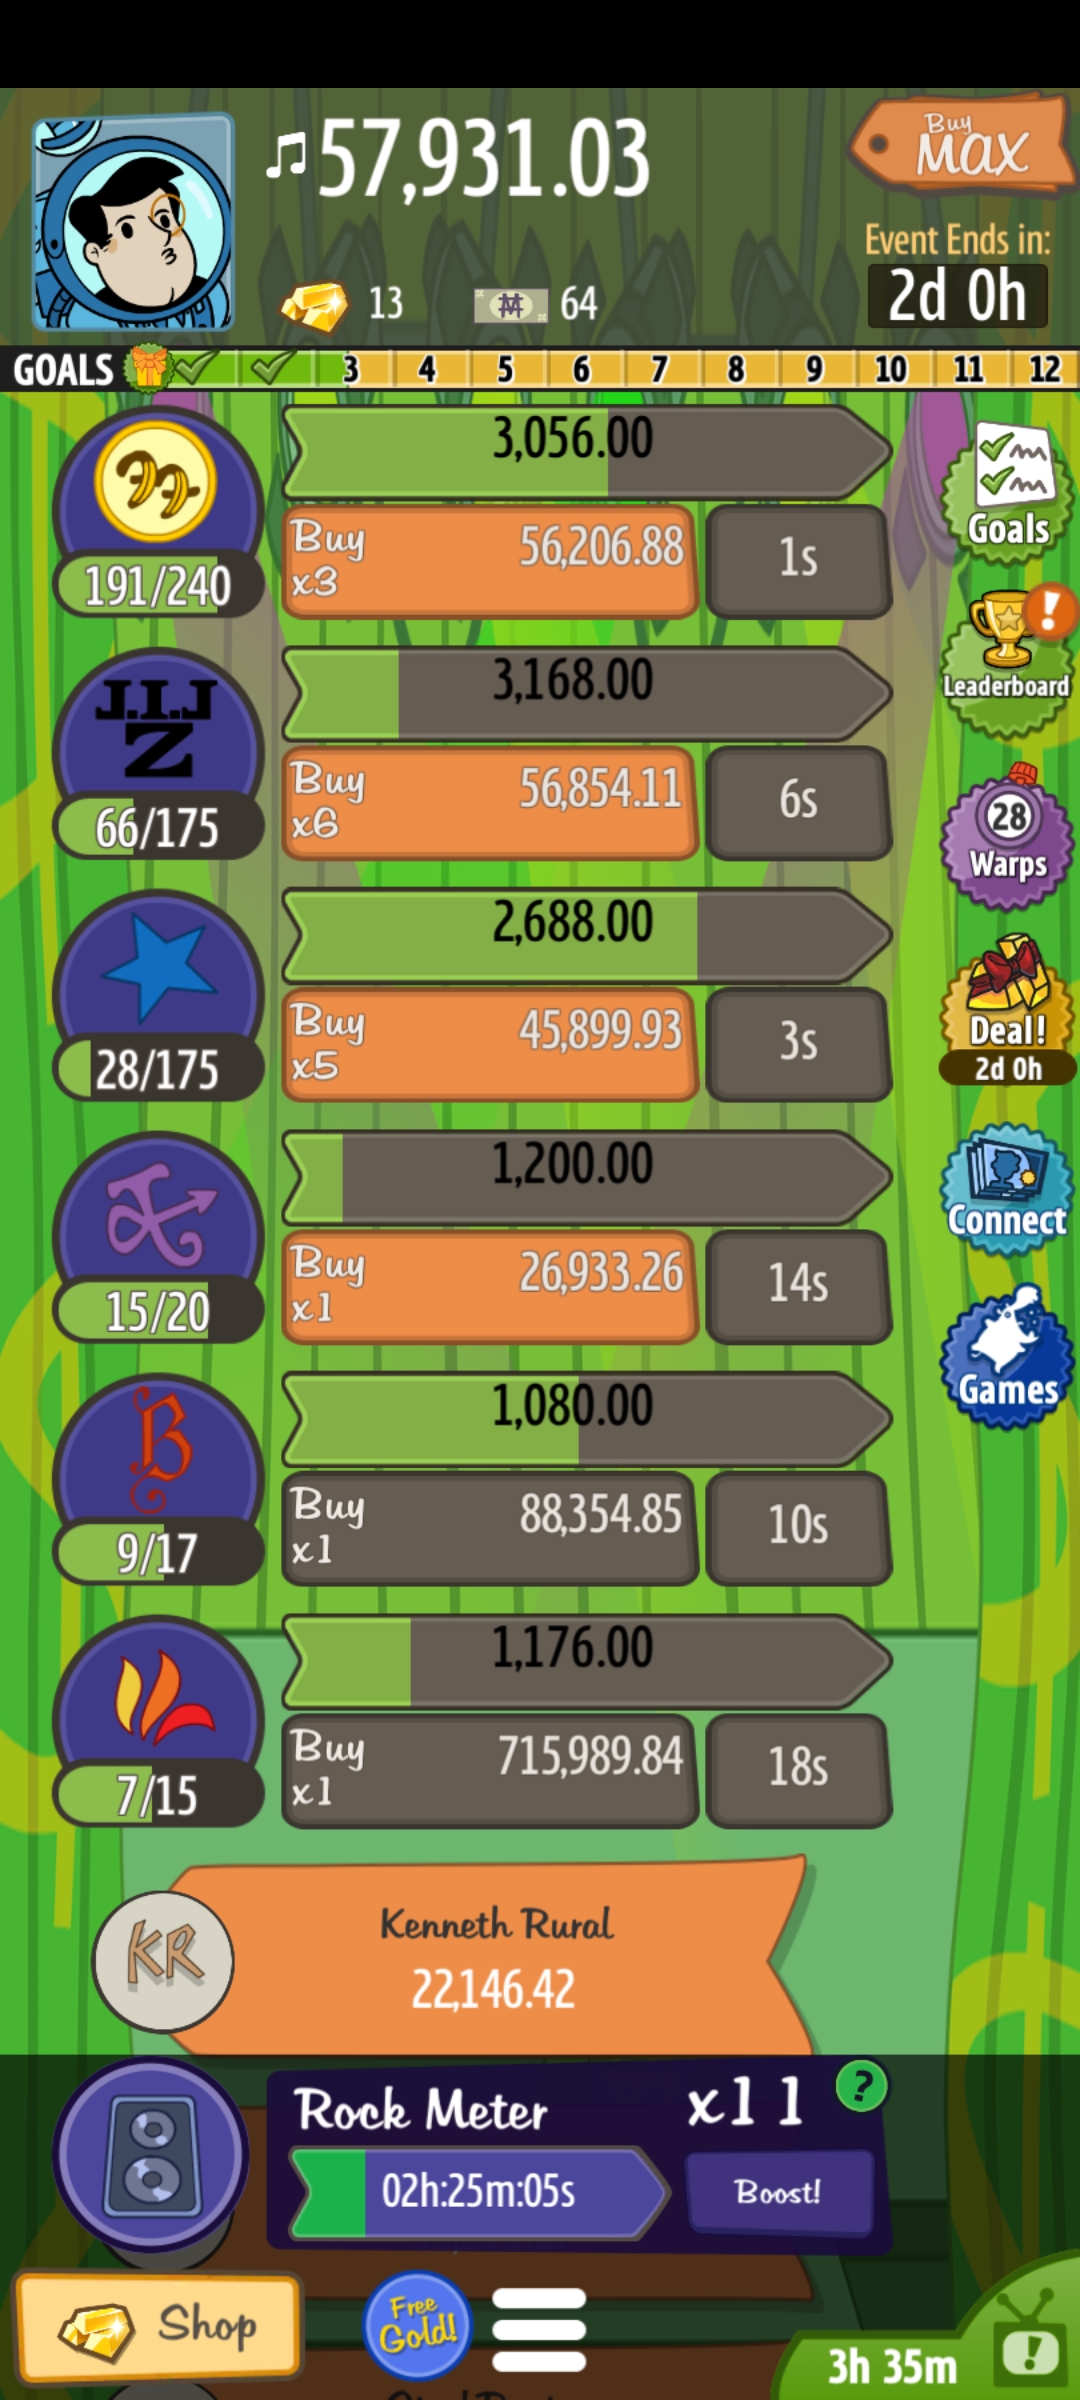 57,931.03
Buy
MAX
Event Ends in:
2d 0h
13
64
GOALS 3 4 5 6 7 8 9 10 11 12
3,056.00
Buy
x3
56,206.88
1s
191/240
Goals
Leaderboard
J.I.J
Z
3,168.00
Buy
x6
56,854.11
6s
66/175
28
Warps
2,688.00
Buy
x5
45,899.93
3s
28/175
Deal!
2d 0h
1,200.00
Buy
x1
26,933.26
14s
15/20
Connect
Games
B
1,080.00
Buy
x1
88,354.85
10s
9/17
1,176.00
Buy
x1
715,989.84
18s
7/15
KR
Kenneth Rural
22,146.42
Rock Meter
x1 1
?
02h:25m:05s
Boost!
Shop
Free
Gold!
3h 35m